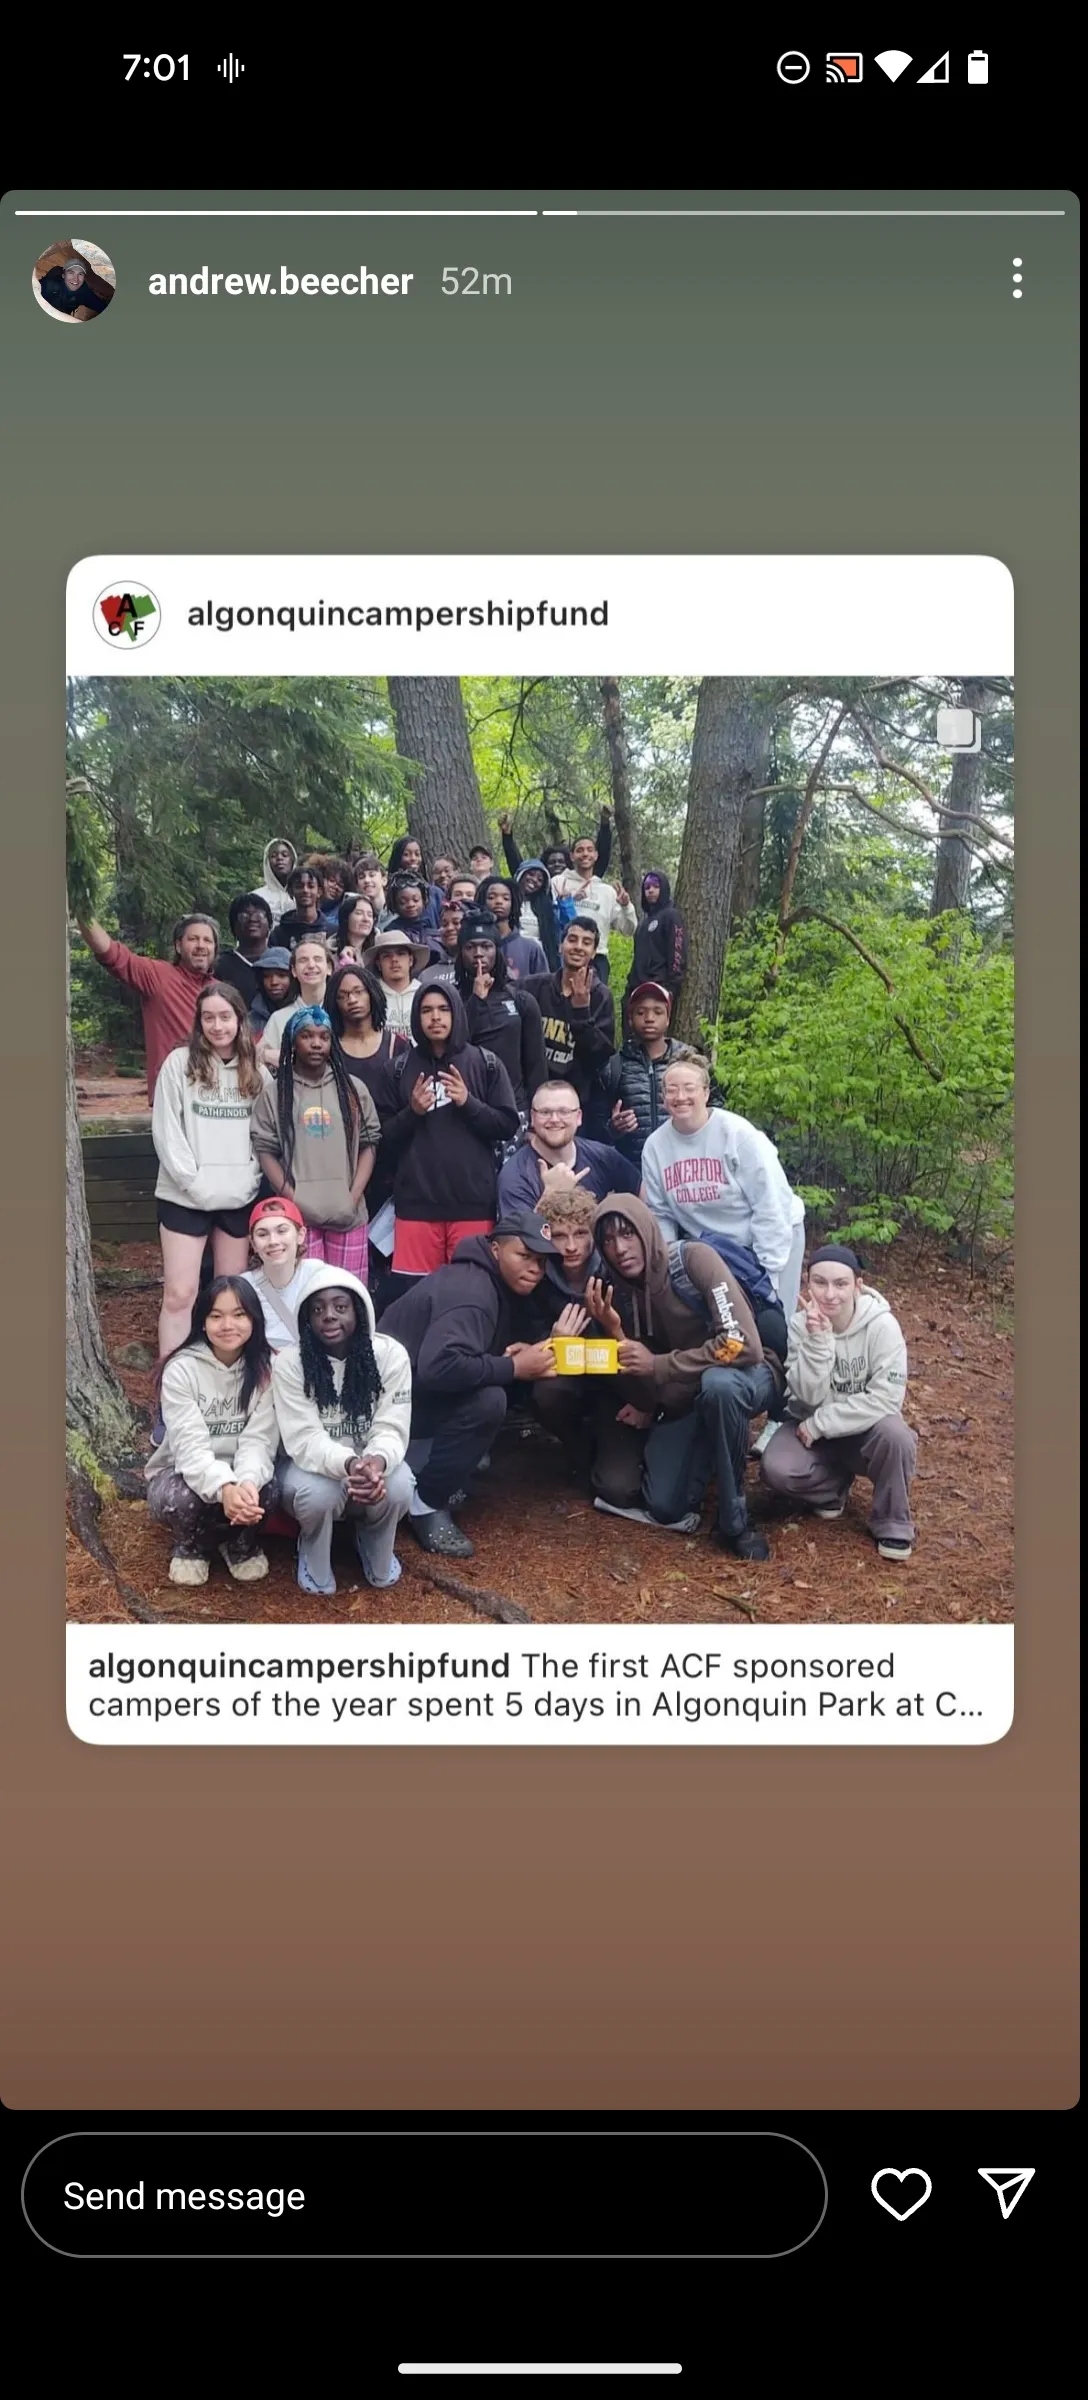 7:01
andrew.beecher 52m
A
C F
algonquincampershipfund
CAMP
PATHFINDER
HAVERFORD
COLLEGE
Timberland
SUNDAY
algonquincampershipfund The first ACF sponsored
campers of the year spent 5 days in Algonquin Park at C...
Send message